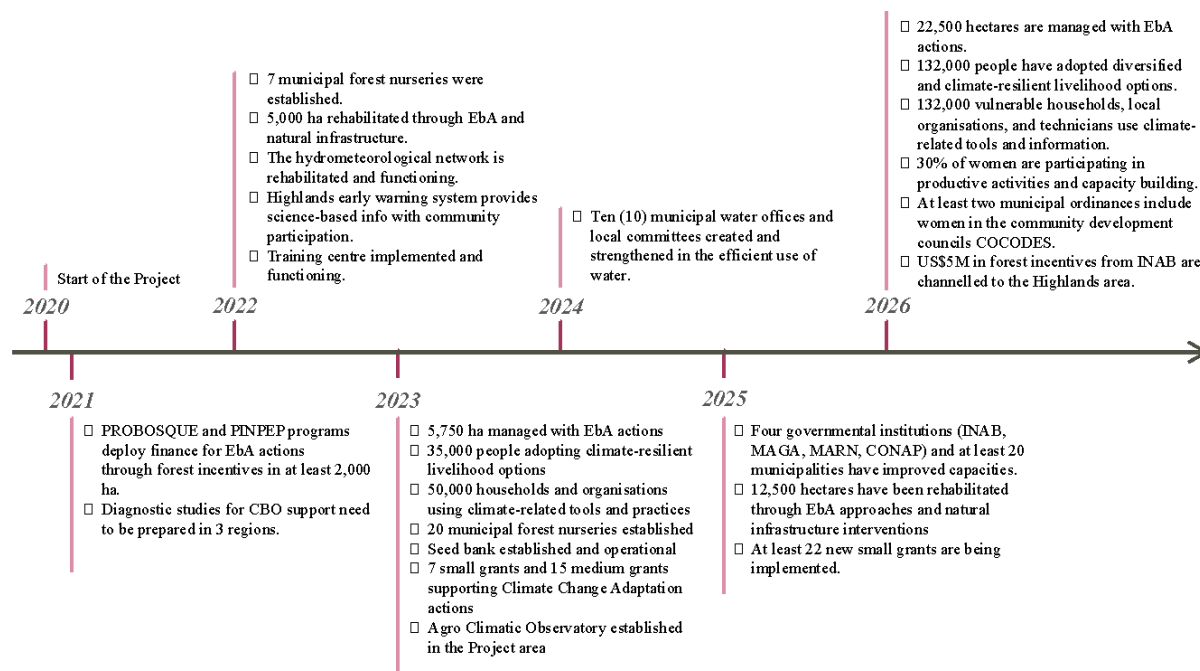 2020
Start of the Project
2021
▯ PROBOSQUE and PINPEP programs
deploy finance for EbA actions
through forest incentives in at least 2,000
ha.
▯ Diagnostic studies for CBO support need
to be prepared in 3 regions.
2022
▯ 7 municipal forest nurseries were
established.
▯ 5,000 ha rehabilitated through EbA and
natural infrastructure.
▯ The hydrometeorological network is
rehabilitated and functioning.
▯ Highlands early warning system provides
science-based info with community
participation.
▯ Training centre implemented and
functioning.
2023
▯ 5,750 ha managed with EbA actions
▯ 35,000 people adopting climate-resilient
livelihood options
▯ 50,000 households and organisations
using climate-related tools and practices
▯ 20 municipal forest nurseries established
▯ Seed bank established and operational
▯ 7 small grants and 15 medium grants
supporting Climate Change Adaptation
actions
▯ Agro Climatic Observatory established
in the Project area
2024
▯ Ten (10) municipal water offices and
local committees created and
strengthened in the efficient use of
water.
2025
▯ Four governmental institutions (INAB,
MAGA, MARN, CONAP) and at least 20
municipalities have improved capacities.
▯ 12,500 hectares have been rehabilitated
through EbA approaches and natural
infrastructure interventions
▯ At least 22 new small grants are being
implemented.
2026
▯ 22,500 hectares are managed with EbA
actions.
▯ 132,000 people have adopted diversified
and climate-resilient livelihood options.
▯ 132,000 vulnerable households, local
organisations, and technicians use climate-
related tools and information.
▯ 30% of women are participating in
productive activities and capacity building.
▯ At least two municipal ordinances include
women in the community development
councils COCODES.
▯ US$5M in forest incentives from INAB are
channelled to the Highlands area.